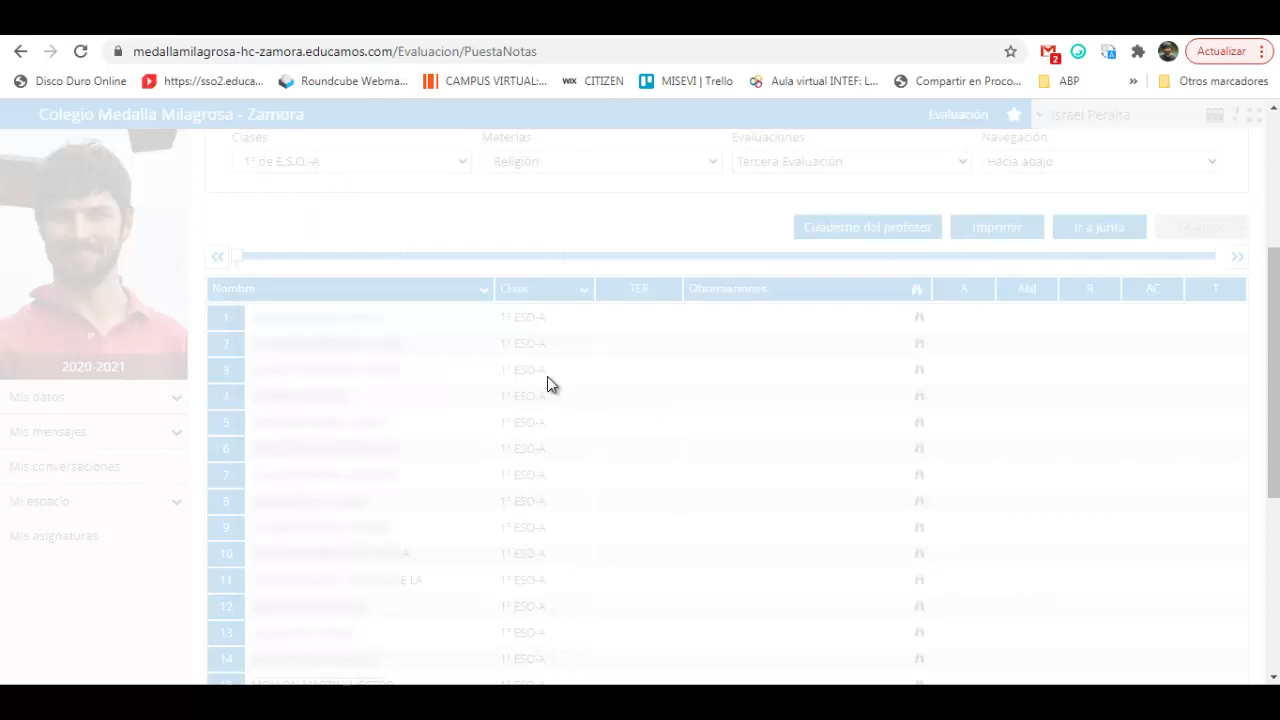 medallamilagrosa-hc-zamora.educamos.com/Evaluacion/PuestaNotas
2
Actualizar
Disco Duro Online
https://sso2.educa...
Roundcube Webma...
CAMPUS VIRTUAL:...
WIX CITIZEN
MISEVI | Trello
Aula virtual INTEF: L...
Compartir en Proco...
ABP
»
Otros marcadores
Colegio Medalla Milagrosa - Zamora
Evaluación
Israel Peralta
?
Clases
Materias
Evaluaciones
Navegación
1º de E.S.O.-A
Religión
Tercera Evaluación
Hacia abajo
Cuaderno del profesor
Imprimir
Ir a junta
2020-2021
Mis datos
Mis mensajes
Mis conversaciones
Mi espacio
Mis asignaturas
Nombre Clase TER Observaciones A ANJ R AC T
1 1º ESO-A
2 1º ESO-A
3 1º ESO-A
4 1º ESO-A
5 1º ESO-A
6 1º ESO-A
7 1º ESO-A
8 1º ESO-A
9 1º ESO-A
10 A 1º ESO-A
11 E LA 1º ESO-A
12 1º ESO-A
13 1º ESO-A
14 1º ESO-A